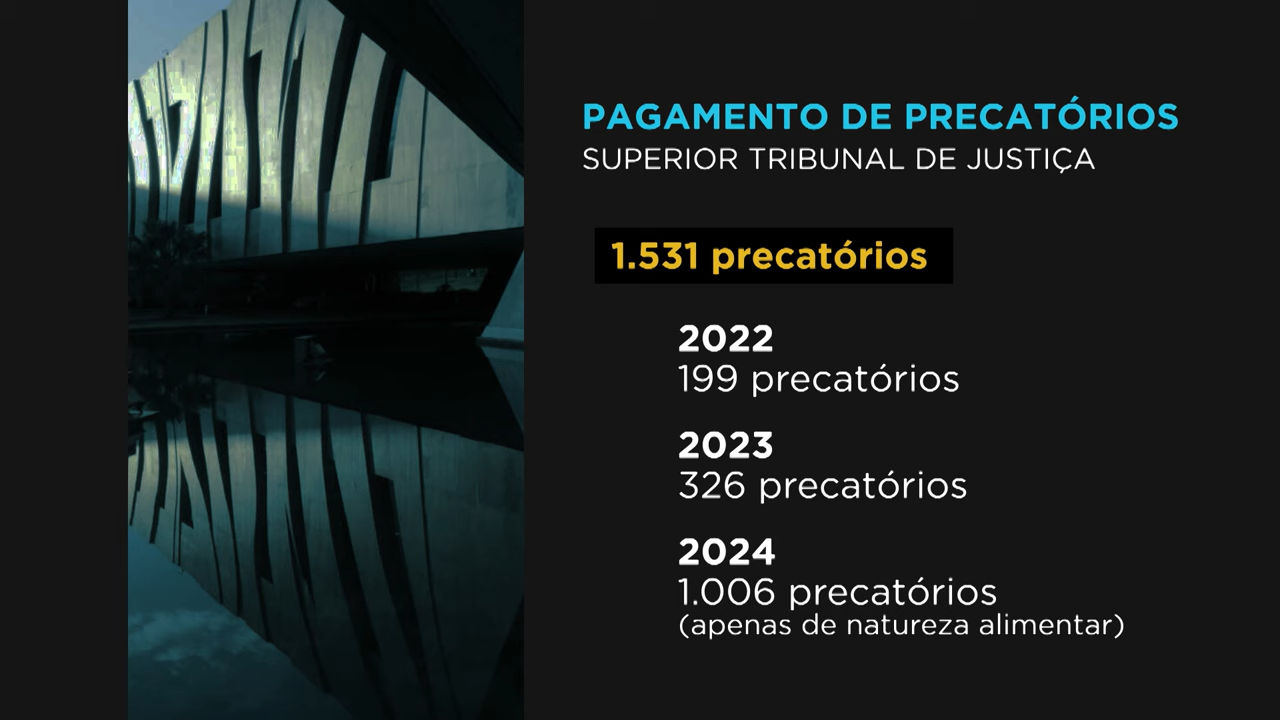 PAGAMENTO DE PRECATÓRIOS
SUPERIOR TRIBUNAL DE JUSTIÇA
1.531 precatórios
2022
199 precatórios
2023
326 precatórios
2024
1.006 precatórios
(apenas de natureza alimentar)